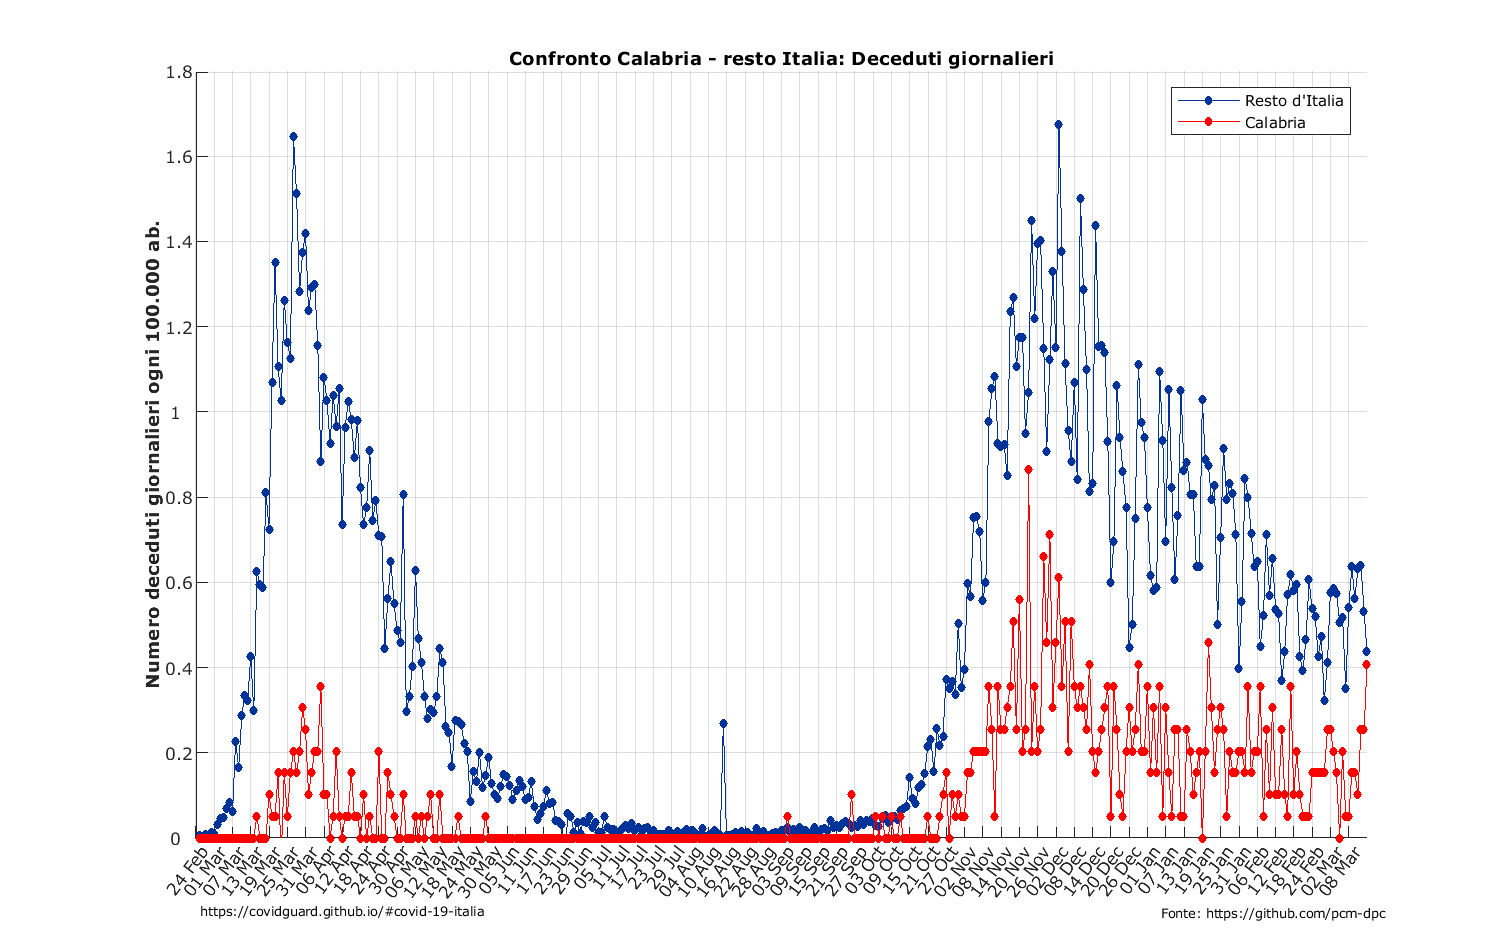 Confronto Calabria - resto Italia: Deceduti giornalieri
Resto d'Italia
Calabria
Numero deceduti giornalieri ogni 100.000 ab.
1.8
1.6
1.4
1.2
1
0.8
0.6
0.4
0.2
0
24 Feb
01 Mar
07 Mar
13 Mar
19 Mar
25 Mar
31 Mar
06 Apr
12 Apr
18 Apr
24 Apr
30 Apr
06 May
12 May
18 May
24 May
30 May
05 Jun
11 Jun
17 Jun
23 Jun
29 Jun
05 Jul
11 Jul
17 Jul
23 Jul
29 Jul
04 Aug
10 Aug
16 Aug
22 Aug
28 Aug
03 Sep
09 Sep
15 Sep
21 Sep
27 Sep
03 Oct
09 Oct
15 Oct
21 Oct
27 Oct
02 Nov
08 Nov
14 Nov
20 Nov
26 Nov
02 Dec
08 Dec
14 Dec
20 Dec
26 Dec
01 Jan
07 Jan
13 Jan
19 Jan
25 Jan
31 Jan
06 Feb
12 Feb
18 Feb
24 Feb
02 Mar
08 Mar
https://covidguard.github.io/#covid-19-italia
Fonte: https://github.com/pcm-dpc